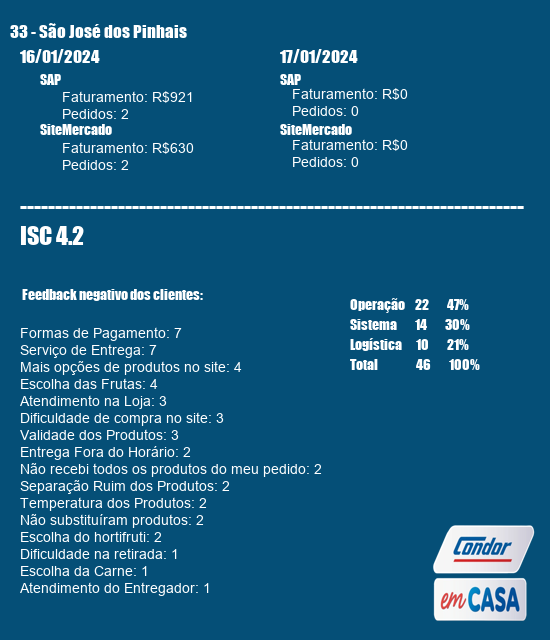 33 - São José dos Pinhais
16/01/2024
SAP
Faturamento: R$921
Pedidos: 2
SiteMercado
Faturamento: R$630
Pedidos: 2
17/01/2024
SAP
Faturamento: R$0
Pedidos: 0
SiteMercado
Faturamento: R$0
Pedidos: 0
ISC 4.2
Feedback negativo dos clientes:
Formas de Pagamento: 7
Serviço de Entrega: 7
Mais opções de produtos no site: 4
Escolha das Frutas: 4
Atendimento na Loja: 3
Dificuldade de compra no site: 3
Validade dos Produtos: 3
Entrega Fora do Horário: 2
Não recebi todos os produtos do meu pedido: 2
Separação Ruim dos Produtos: 2
Temperatura dos Produtos: 2
Não substituíram produtos: 2
Escolha do hortifruti: 2
Dificuldade na retirada: 1
Escolha da Carne: 1
Atendimento do Entregador: 1
Operação 22 47%
Sistema 14 30%
Logística 10 21%
Total 46 100%
Condor
em CASA